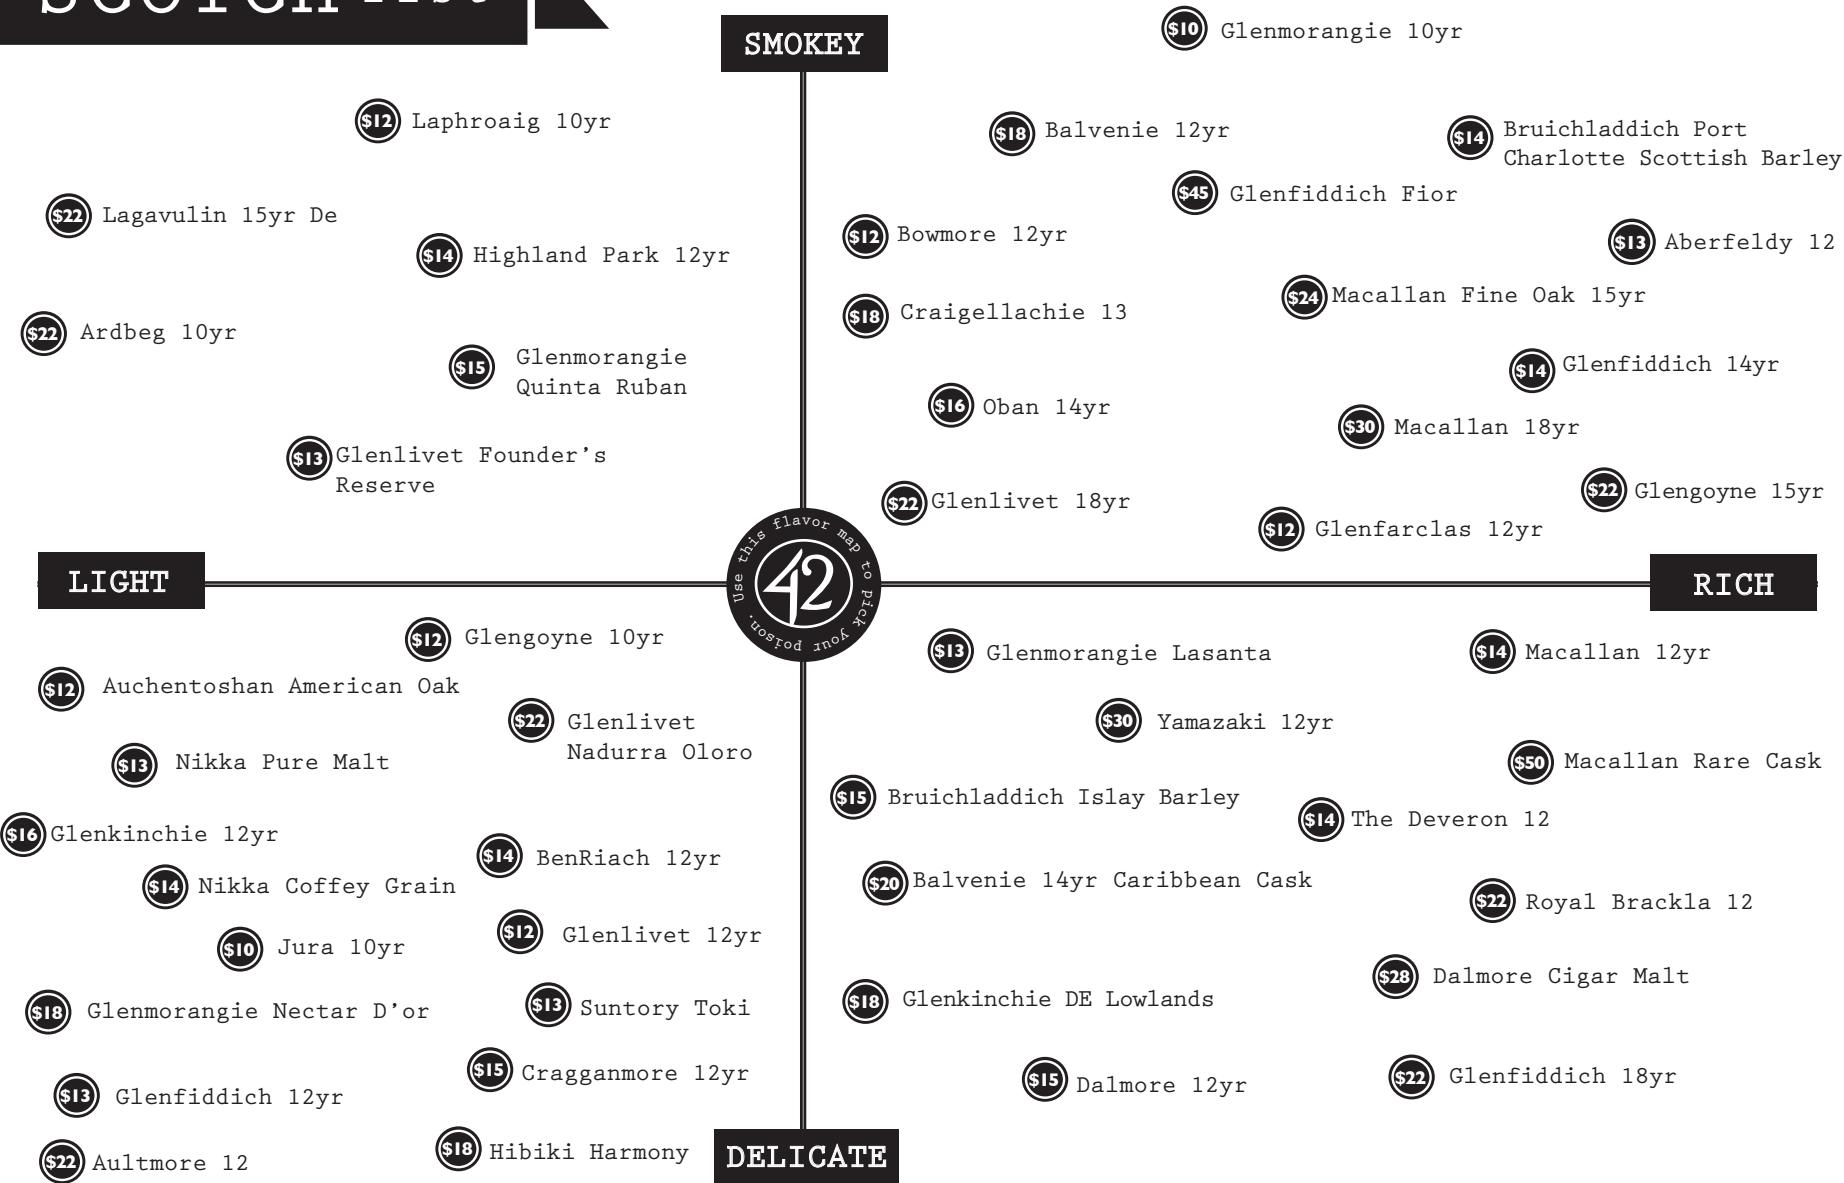 SCOTCH list
SMOKEY
$10 Glenmorangie 10yr
$12 Laphroaig 10yr
$18 Balvenie 12yr
$14 Bruichladdich Port
Charlotte Scottish Barley
$45 Glenfiddich Fior
$22 Lagavulin 15yr De
$12 Bowmore 12yr
$13 Aberfeldy 12
$14 Highland Park 12yr
$24 Macallan Fine Oak 15yr
$18 Craigellachie 13
$22 Ardbeg 10yr
$15 Glenmorangie
Quinta Ruban
$14 Glenfiddich 14yr
$16 Oban 14yr
$30 Macallan 18yr
$13 Glenlivet Founder's
Reserve
$22 Glenlivet 18yr
$22 Glengoyne 15yr
$12 Glenfarclas 12yr
LIGHT
Use this flavor map to pick your poison.
42
RICH
$12 Glengoyne 10yr
$13 Glenmorangie Lasanta
$14 Macallan 12yr
$12 Auchentoshan American Oak
$22 Glenlivet
Nadurra Oloro
$30 Yamazaki 12yr
$13 Nikka Pure Malt
$50 Macallan Rare Cask
$15 Bruichladdich Islay Barley
$14 The Deveron 12
$16 Glenkinchie 12yr
$14 BenRiach 12yr
$14 Nikka Coffey Grain
$20 Balvenie 14yr Caribbean Cask
$22 Royal Brackla 12
$12 Glenlivet 12yr
$10 Jura 10yr
$28 Dalmore Cigar Malt
$18 Glenmorangie Nectar D'or
$13 Suntory Toki
$18 Glenkinchie DE Lowlands
$15 Cragganmore 12yr
$15 Dalmore 12yr
$22 Glenfiddich 18yr
$13 Glenfiddich 12yr
$18 Hibiki Harmony
DELICATE
$22 Aultmore 12